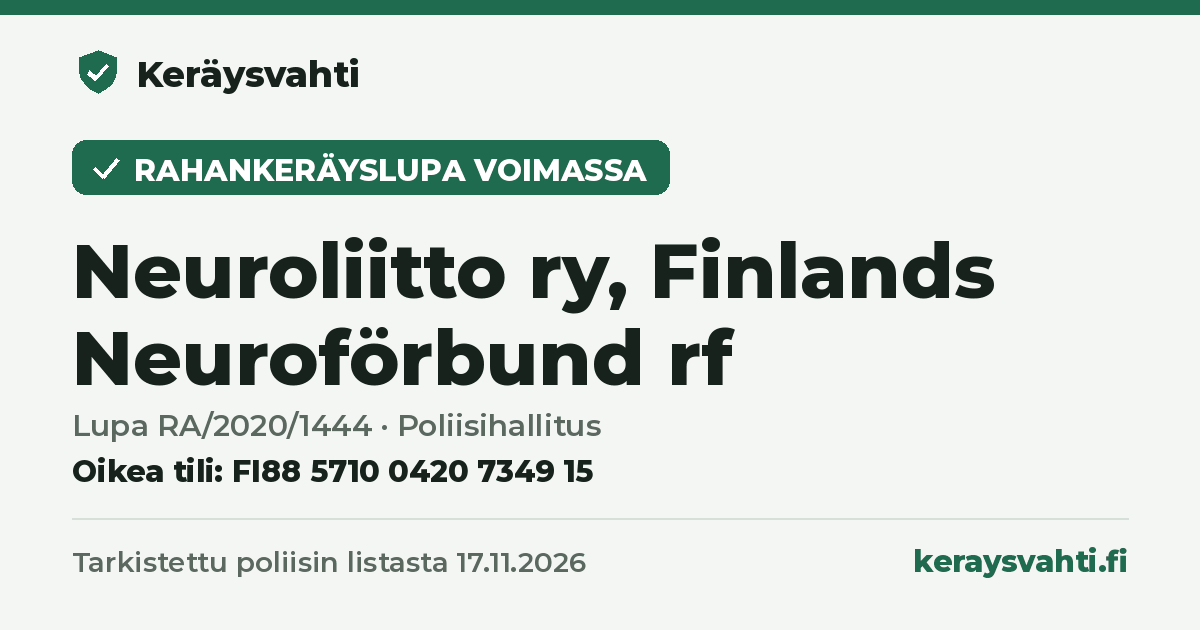 Keräysvahti
RAHANKERÄYSLUPA VOIMASSA
Neuroliitto ry, Finlands
Neuroförbund rf
Lupa RA/2020/1444 · Poliisihallitus
Oikea tili: FI88 5710 0420 7349 15
Tarkistettu poliisin listasta 17.11.2026
keraysvahti.fi